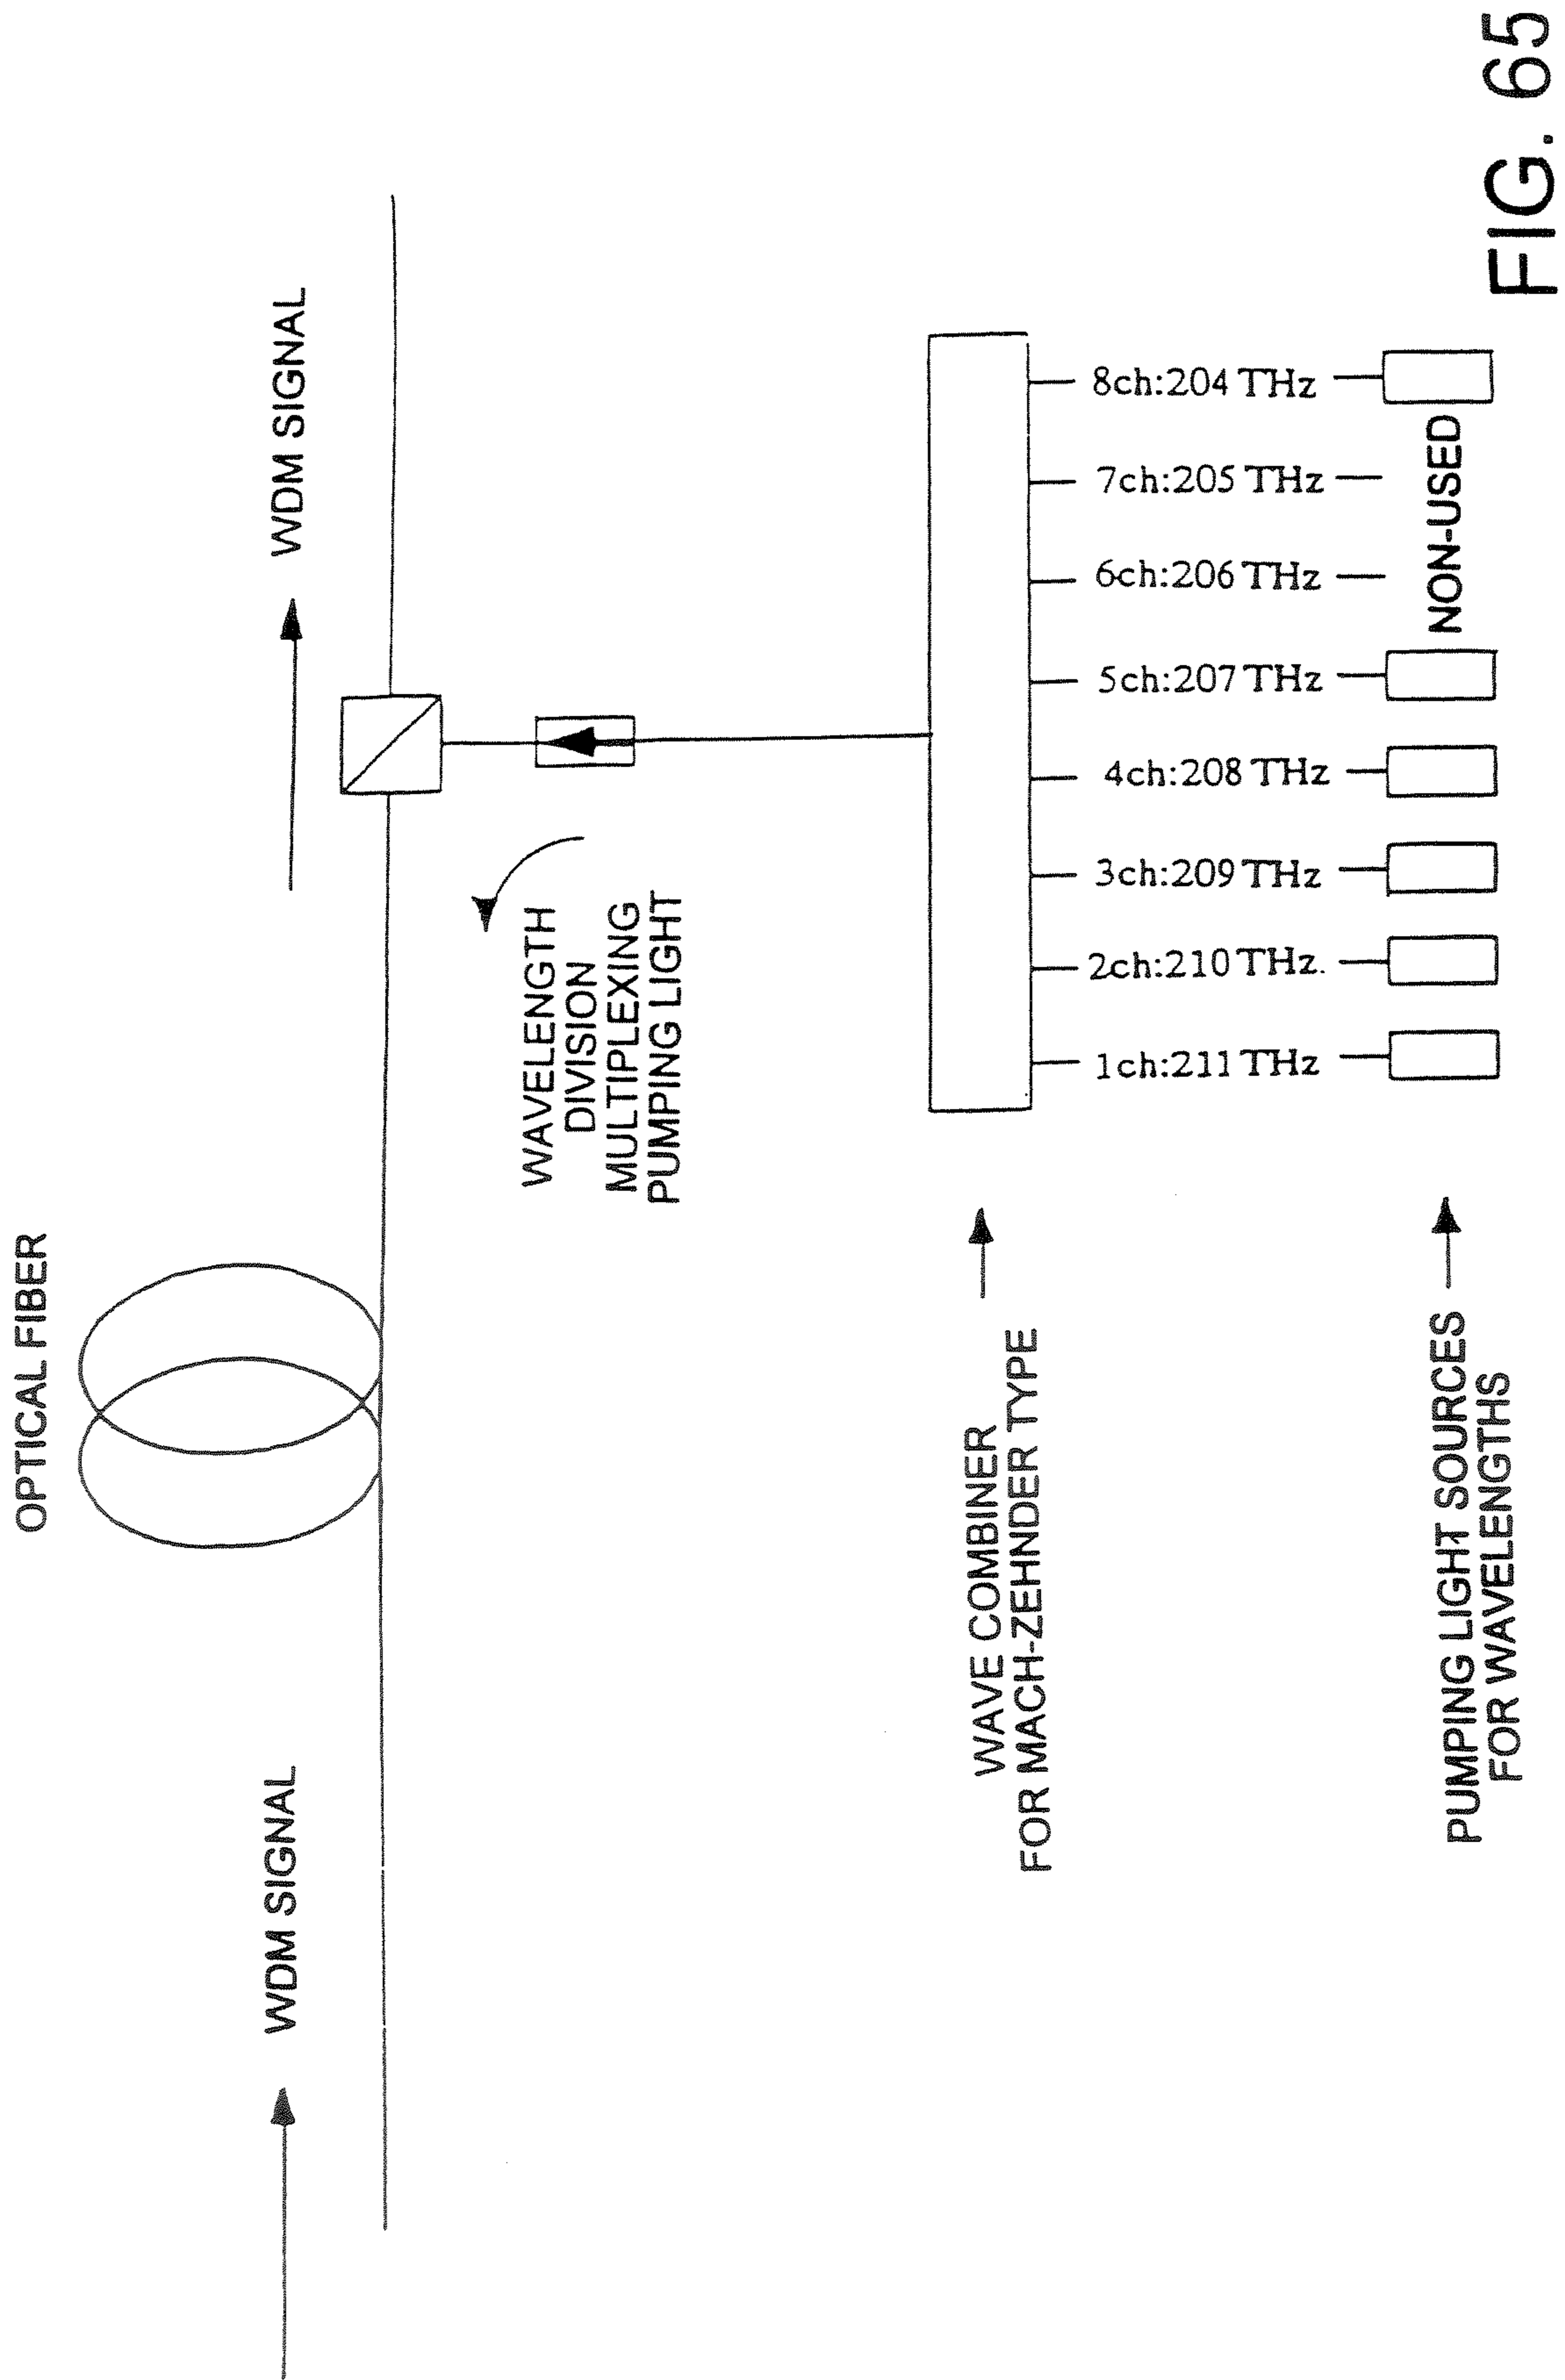 OPTICAL FIBER
WDM SIGNAL
WDM SIGNAL
WAVELENGTH
DIVISION
MULTIPLEXING
PUMPING LIGHT
WAVE COMBINER
FOR MACH-ZEHNDER TYPE
1ch:211 THz
2ch:210 THz.
3ch:209 THz
4ch:208 THz
5ch:207 THz
6ch:206 THz
7ch:205 THz
8ch:204 THz
PUMPING LIGHT SOURCES
FOR WAVELENGTHS
NON-USED
FIG. 65